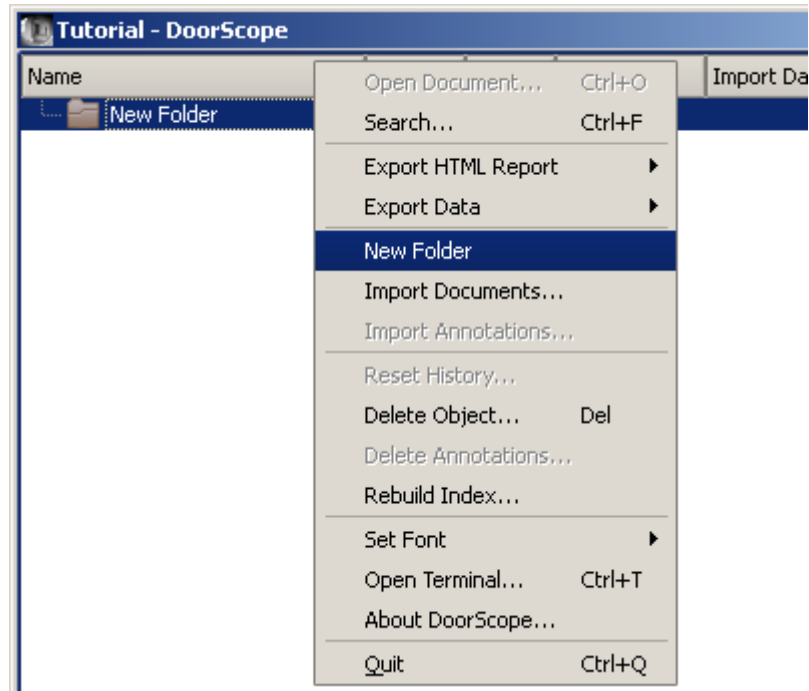 Tutorial - DoorScope
Name
Import Da
New Folder
Open Document... Ctrl+O
Search... Ctrl+F
Export HTML Report
Export Data
New Folder
Import Documents...
Import Annotations...
Reset History...
Delete Object... Del
Delete Annotations...
Rebuild Index...
Set Font
Open Terminal... Ctrl+T
About DoorScope...
Quit Ctrl+Q